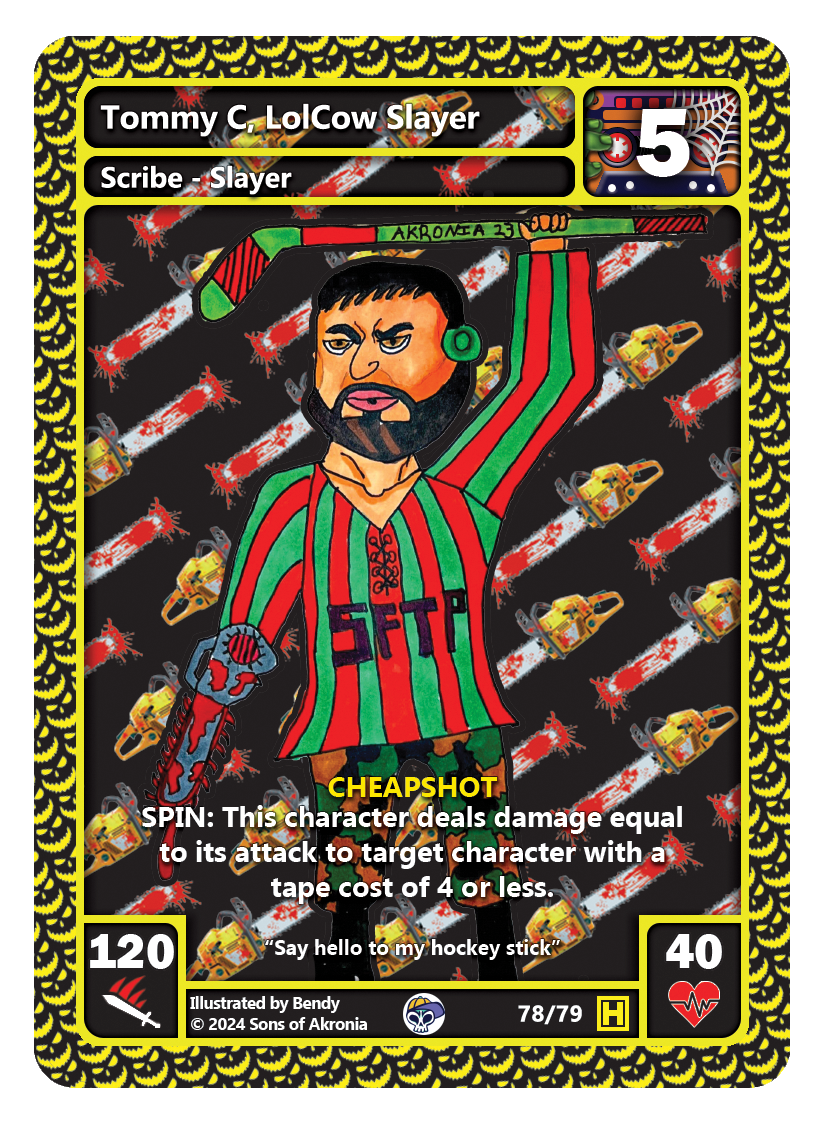 Tommy C, LolCow Slayer
5
Scribe - Slayer
AKRONIA 23
SFTP
CHEAPSHOT
SPIN: This character deals damage equal
to its attack to target character with a
tape cost of 4 or less.
“Say hello to my hockey stick”
120
40
Illustrated by Bendy
© 2024 Sons of Akronia
78/79
H